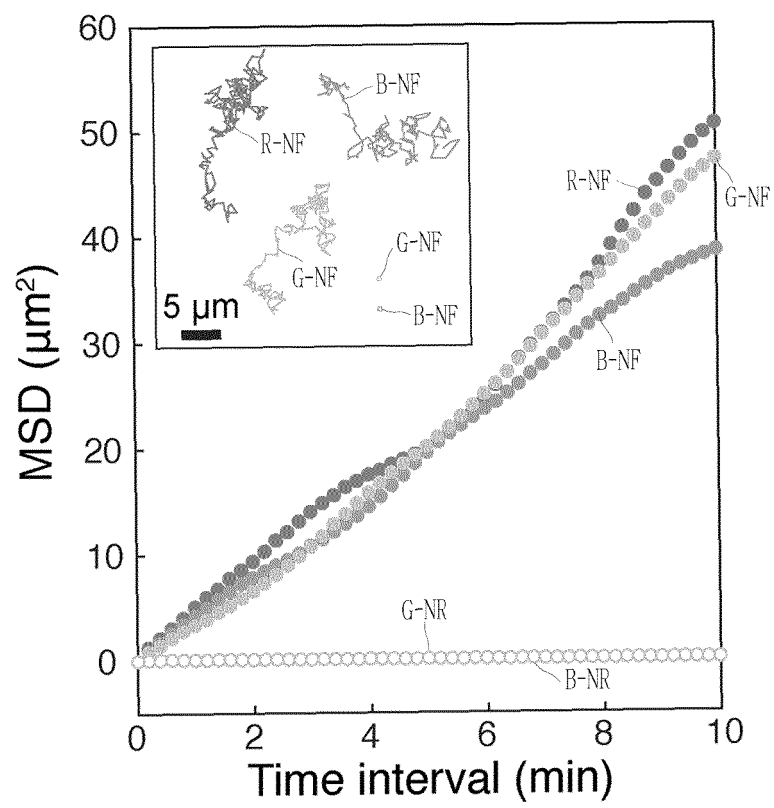 60
50
40
30
20
10
0
MSD (µm²)
R-NF
B-NF
G-NF
G-NF
B-NF
5 µm
R-NF
G-NF
B-NF
G-NR
B-NR
0 2 4 6 8 10
Time interval (min)